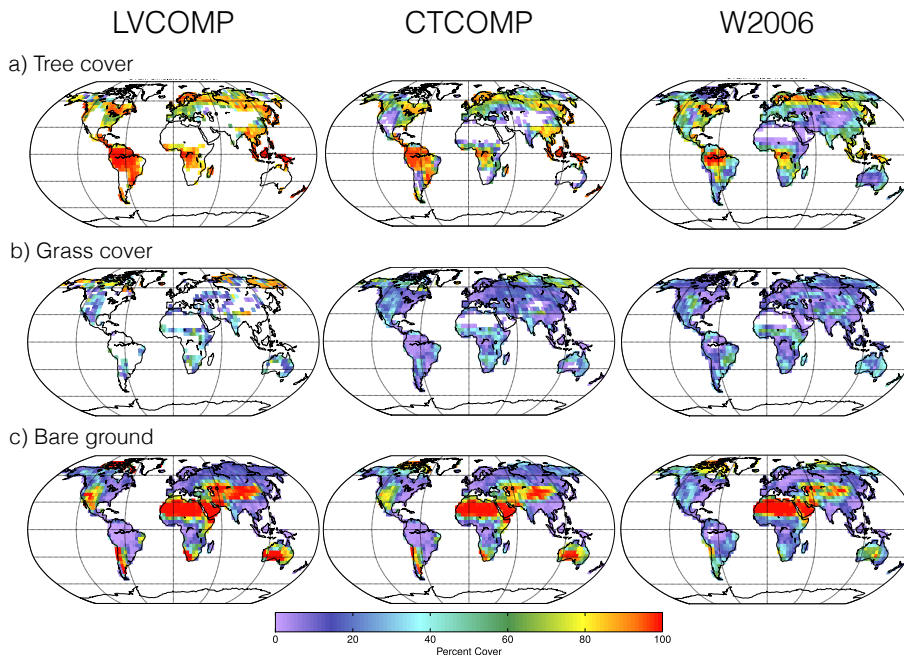 LVCOMP CTCOMP W2006
a) Tree cover
b) Grass cover
c) Bare ground
0 20 40 60 80 100
Percent Cover